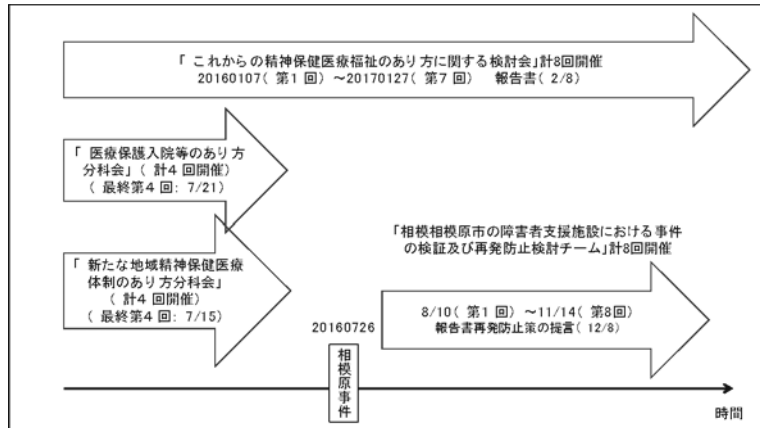 「 これからの精神保健医療福祉のあり方に関する検討会」計8回開催
20160107( 第1 回) ～20170127( 第7 回) 報告書( 2/8)
「 医療保護入院等のあり方
分科会」( 計4 回開催)
( 最終第4 回: 7/21)
「 新たな地域精神保健医療
体制のあり方分科会」
( 計4 回開催)
( 最終第4 回: 7/15)
「相模相模原市の障害者支援施設における事件
の検証及び再発防止検討チーム」計8回開催
8/10( 第1 回) ～11/14( 第8回)
報告書再発防止策の提言( 12/8)
20160726
相模原事件
時間